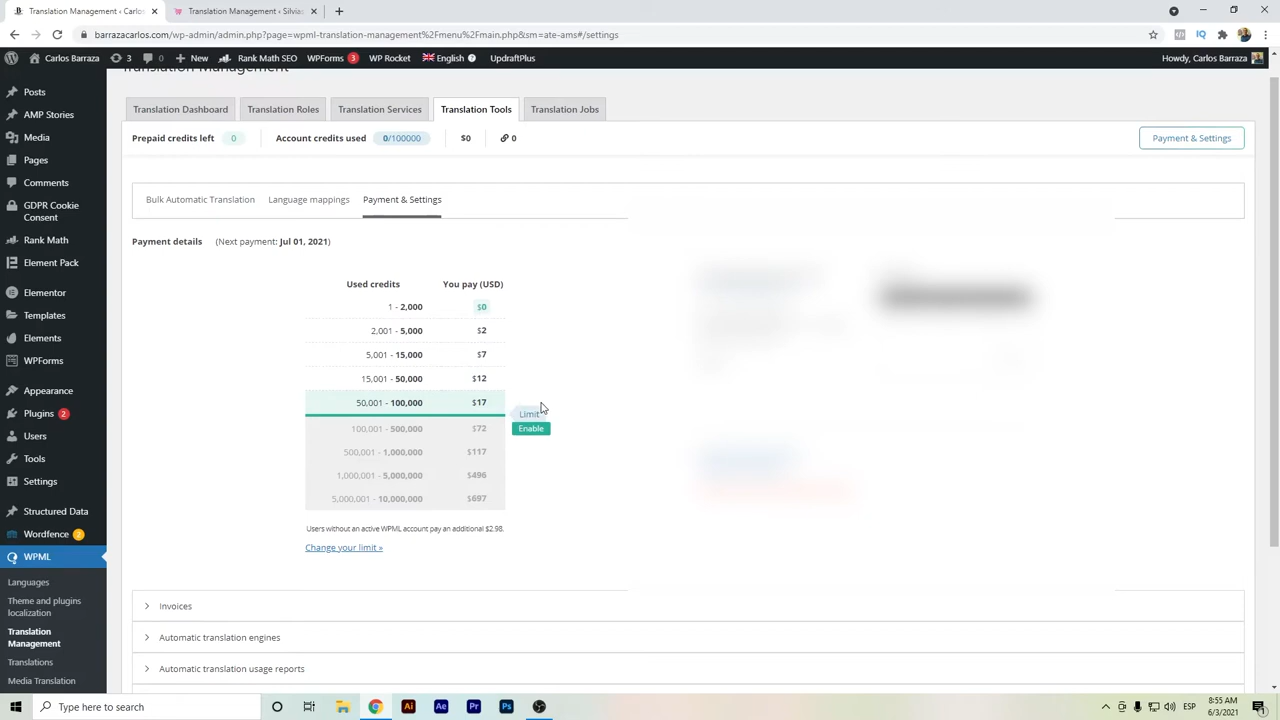 Translation Management ‹ Carlos B
Translation Management ‹ Silvia
barrazacarlos.com/wp-admin/admin.php?page=wpml-translation-management%2Fmenu%2Fmain.php&sm=ate-ams#/settings
Carlos Barraza 3 0 New Rank Math SEO WPForms 3 WP Rocket English UpdraftPlus Howdy, Carlos Barraza
Translation Management
Posts
AMP Stories
Media
Pages
Comments
GDPR Cookie
Consent
Rank Math
Element Pack
Elementor
Templates
Elements
WPForms
Appearance
Plugins 2
Users
Tools
Settings
Structured Data
Wordfence 2
WPML
Languages
Theme and plugins
localization
Translation
Management
Translations
Media Translation
Translation Dashboard Translation Roles Translation Services Translation Tools Translation Jobs
Prepaid credits left 0 Account credits used 0/100000 $0 0 Payment & Settings
Bulk Automatic Translation Language mappings Payment & Settings
Payment details (Next payment: Jul 01, 2021)
Used credits You pay (USD)
1 - 2,000 $0
2,001 - 5,000 $2
5,001 - 15,000 $7
15,001 - 50,000 $12
50,001 - 100,000 $17
Limit
100,001 - 500,000 $72 Enable
500,001 - 1,000,000 $117
1,000,001 - 5,000,000 $496
5,000,001 - 10,000,000 $697
Users without an active WPML account pay an additional $2.98.
Change your limit »
Invoices
Automatic translation engines
Automatic translation usage reports
Type here to search
Ai
Ae
Pr
Ps
ESP
8:55 AM
6/3/2021
1